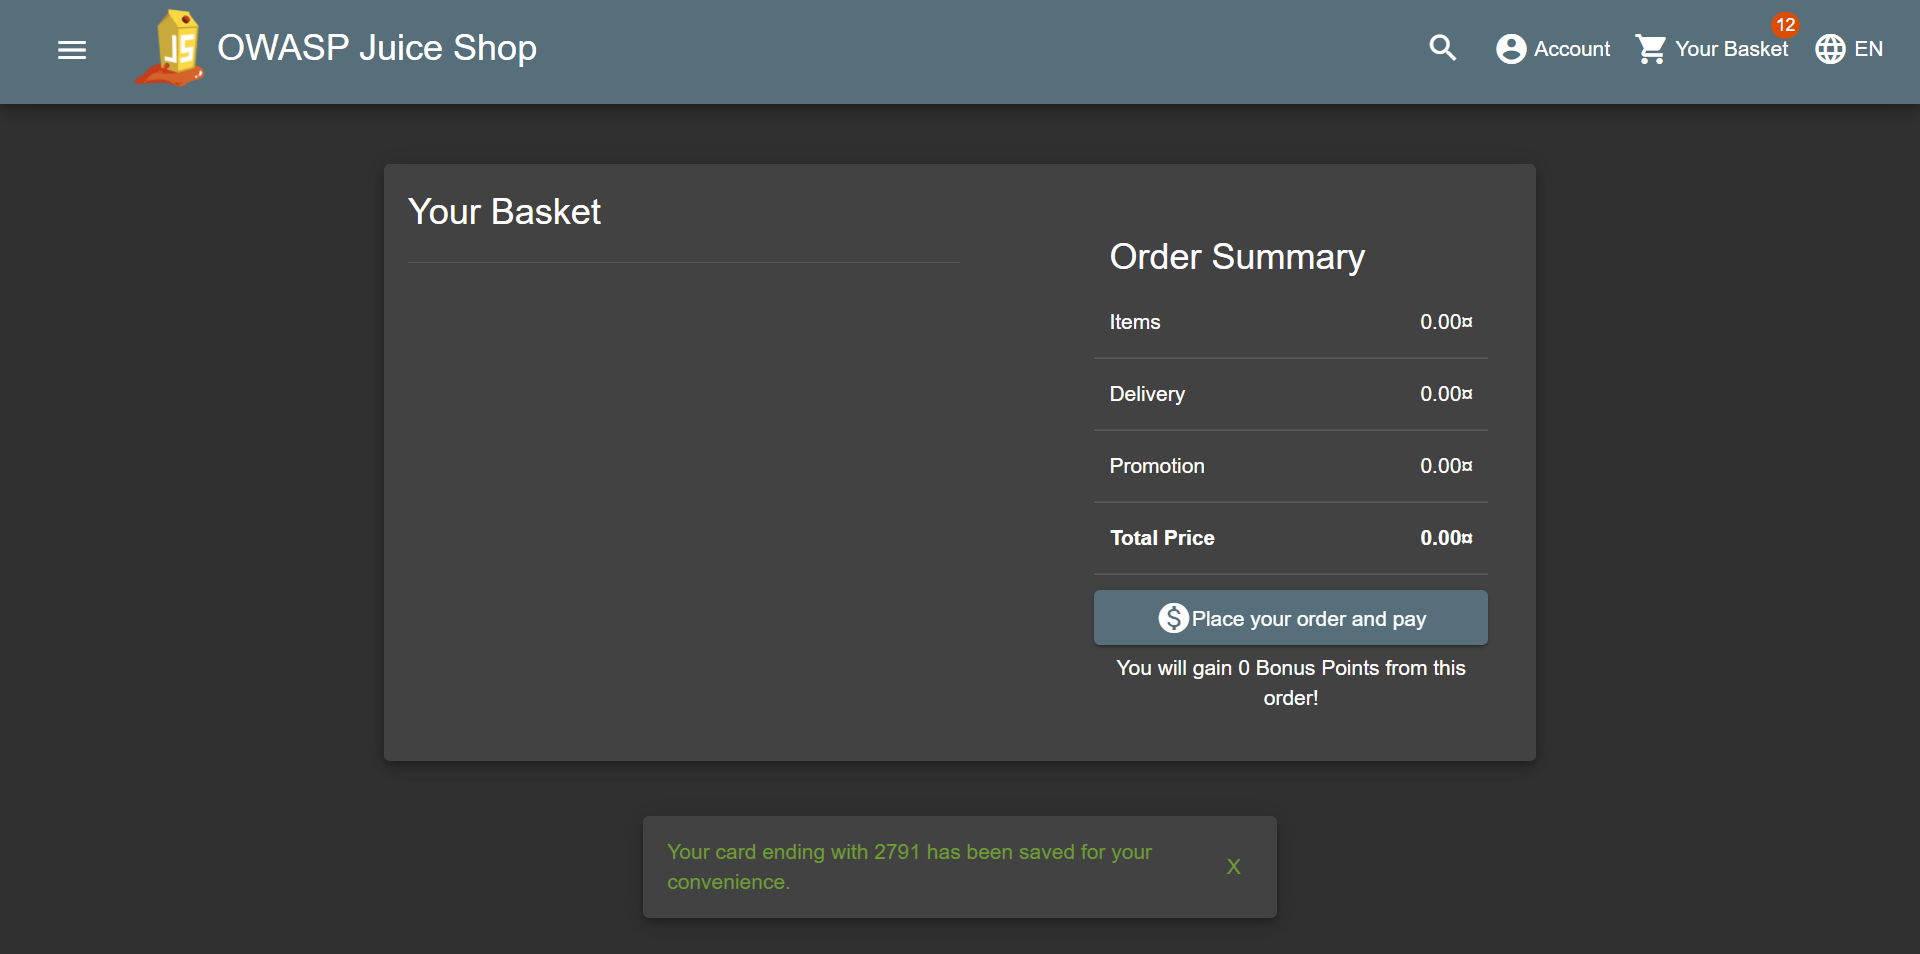 JS
OWASP Juice Shop
Account
Your Basket
12
EN
Your Basket
Order Summary
Items 0.00¤
Delivery 0.00¤
Promotion 0.00¤
Total Price 0.00¤
Place your order and pay
You will gain 0 Bonus Points from this
order!
Your card ending with 2791 has been saved for your
convenience.
X